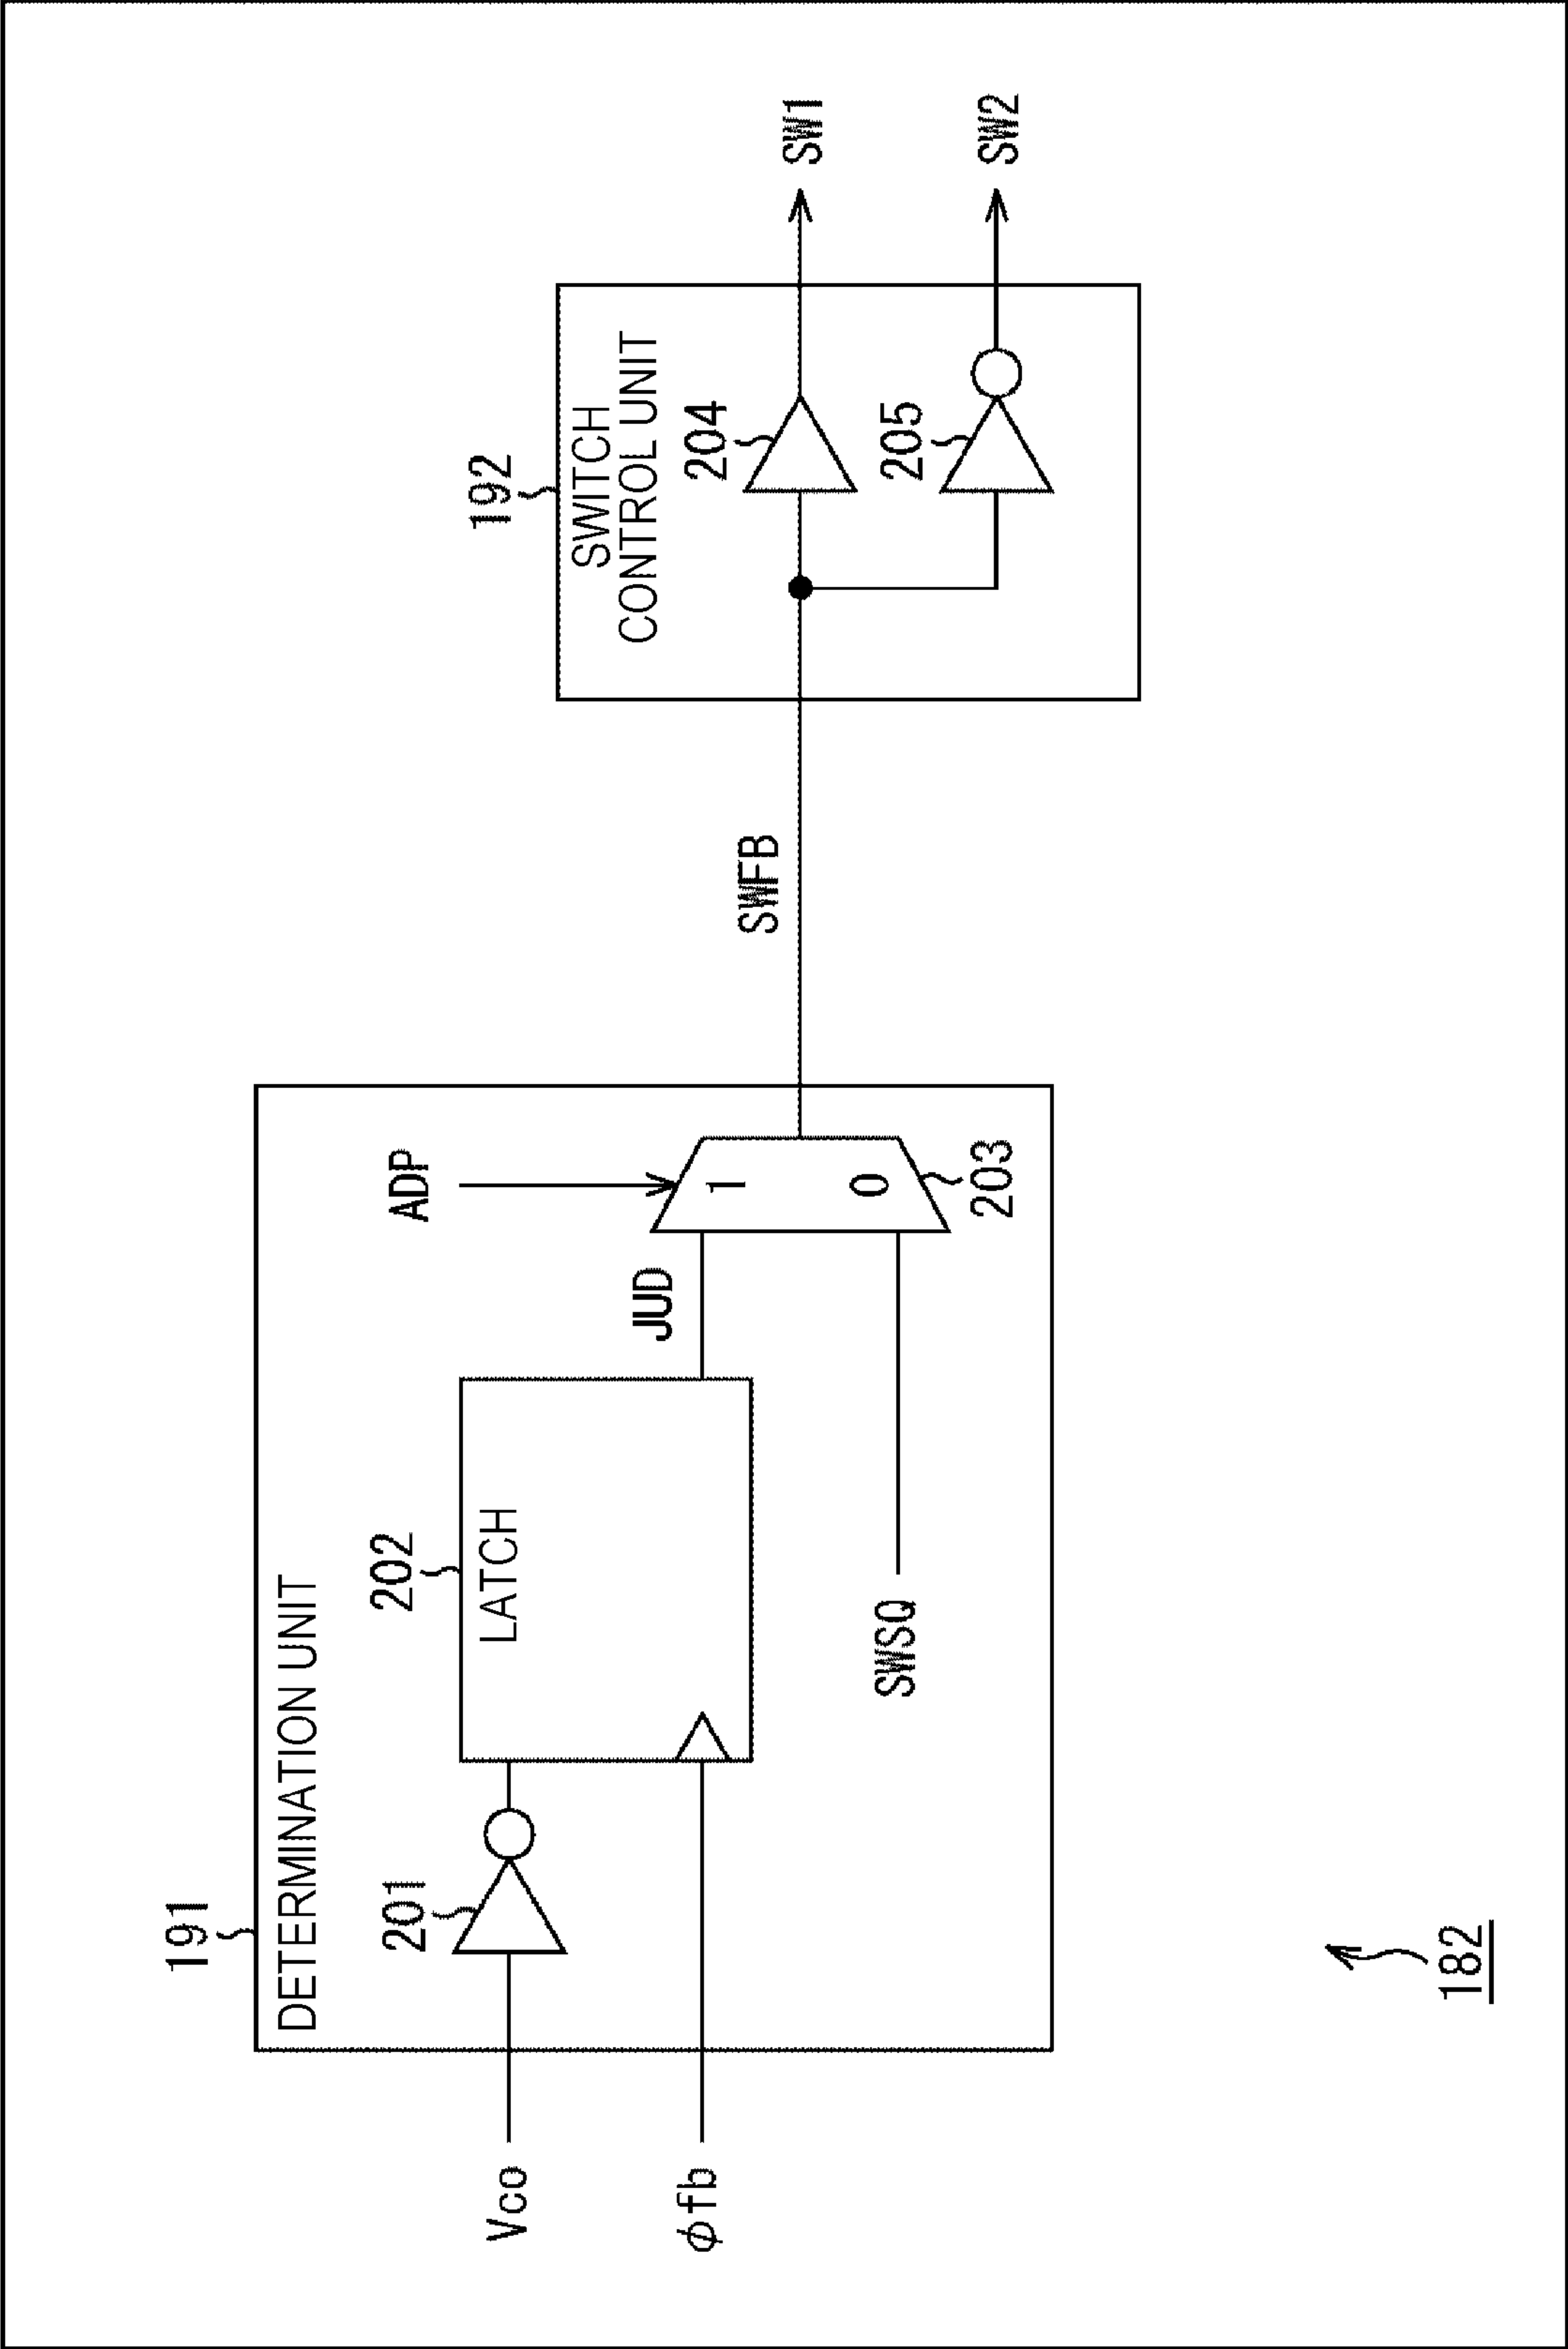 191
DETERMINATION UNIT
Vco
201
202
LATCH
φfb
JUD
ADP
1
0
203
SWSQ
SWFB
192
SWITCH
CONTROL UNIT
204
205
SW1
SW2
182